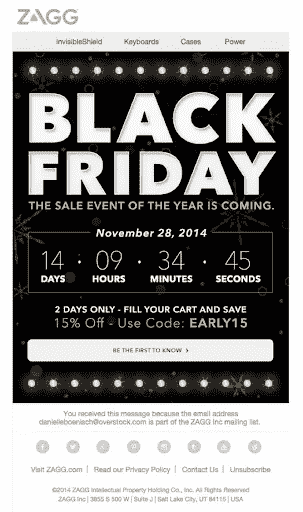 ZAGG
InvisibleShield Keyboards Cases Power
BLACK
FRIDAY
THE SALE EVENT OF THE YEAR IS COMING.
November 28, 2014
14 · 09 · 34 · 45
DAYS HOURS MINUTES SECONDS
2 DAYS ONLY - FILL YOUR CART AND SAVE
15% Off - Use Code: EARLY15
BE THE FIRST TO KNOW >
You received this message because the email address
danielleboenisch@overstock.com is part of the ZAGG Inc mailing list.
Visit ZAGG.com | Read our Privacy Policy | Contact Us | Unsubscribe
©2014 ZAGG Intellectual Property Holding Co., Inc. All Rights Reserved
ZAGG Inc | 3855 S 500 W | Suite J | Salt Lake City, UT 84115 | USA